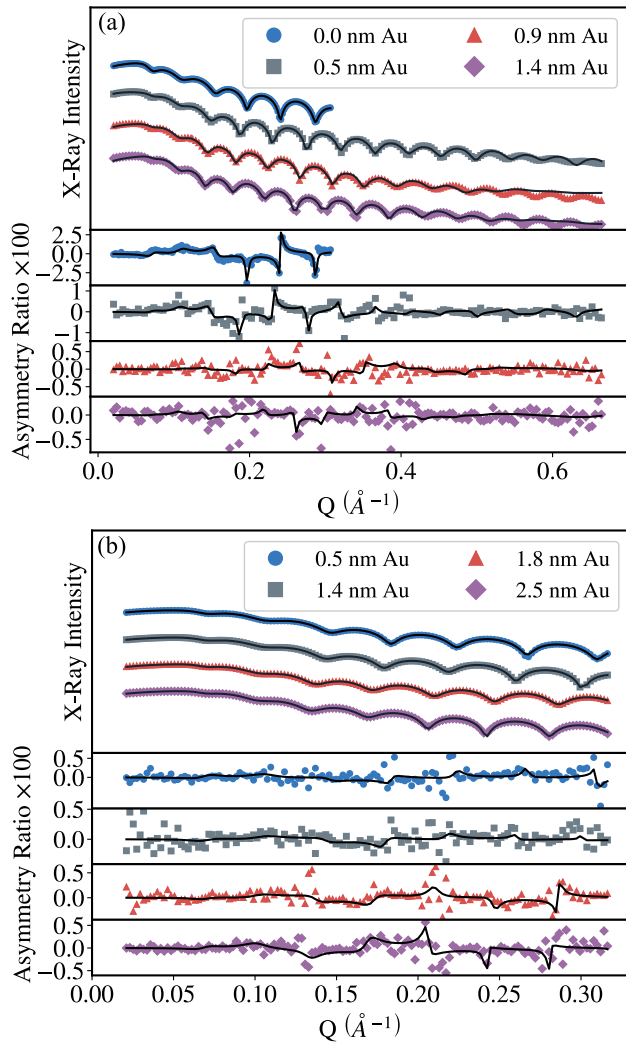 (a)
0.0 nm Au
0.9 nm Au
0.5 nm Au
1.4 nm Au
X-Ray Intensity
2.5
0.0
−2.5
1
0
−1
0.5
0.0
−0.5
0.0
−0.5
Asymmetry Ratio ×100
0.0
0.2
0.4
0.6
Q (Å⁻¹)
(b)
0.5 nm Au
1.8 nm Au
1.4 nm Au
2.5 nm Au
X-Ray Intensity
0.5
0.0
0.5
0.0
0.5
0.0
0.5
0.0
−0.5
Asymmetry Ratio ×100
0.00
0.05
0.10
0.15
0.20
0.25
0.30
Q (Å⁻¹)